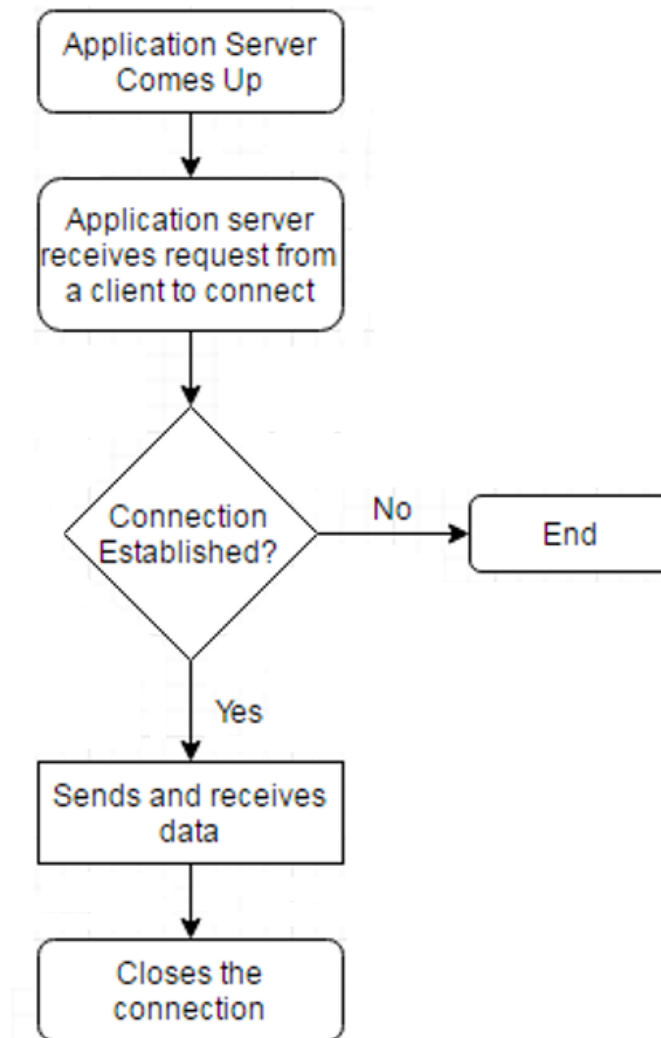 Application Server
Comes Up
Application server
receives request from
a client to connect
Connection
Established?
No
End
Yes
Sends and receives
data
Closes the
connection